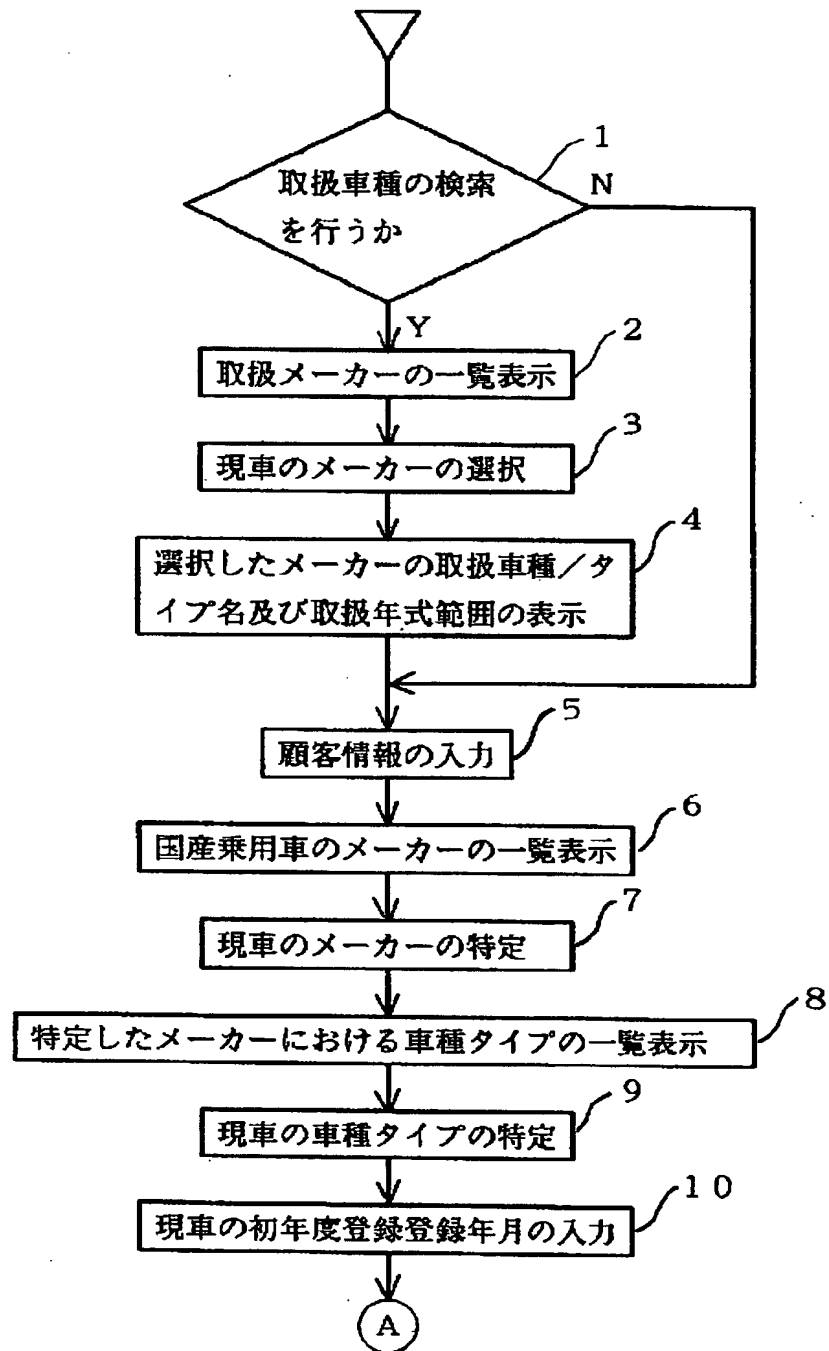 1
取扱車種の検索
を行うか
N
Y
2
取扱メーカーの一覧表示
3
現車のメーカーの選択
4
選択したメーカーの取扱車種／タ
イプ名及び取扱年式範囲の表示
5
顧客情報の入力
6
国産乗用車のメーカーの一覧表示
7
現車のメーカーの特定
8
特定したメーカーにおける車種タイプの一覧表示
9
現車の車種タイプの特定
10
現車の初年度登録登録年月の入力
A